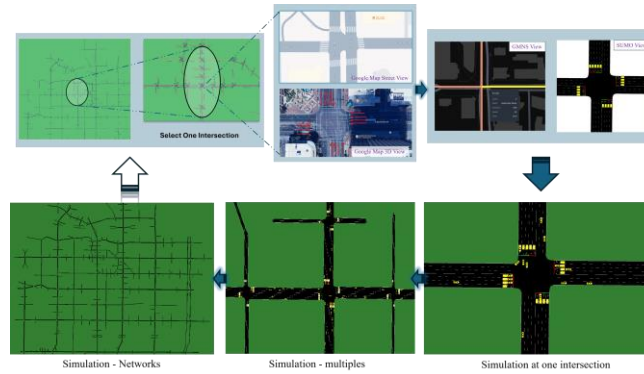 GMNS View
SUMO View
Google Map Street View
Select One Intersection
Google Map 3D View
Simulation - Networks
Simulation - multiples
Simulation at one intersection